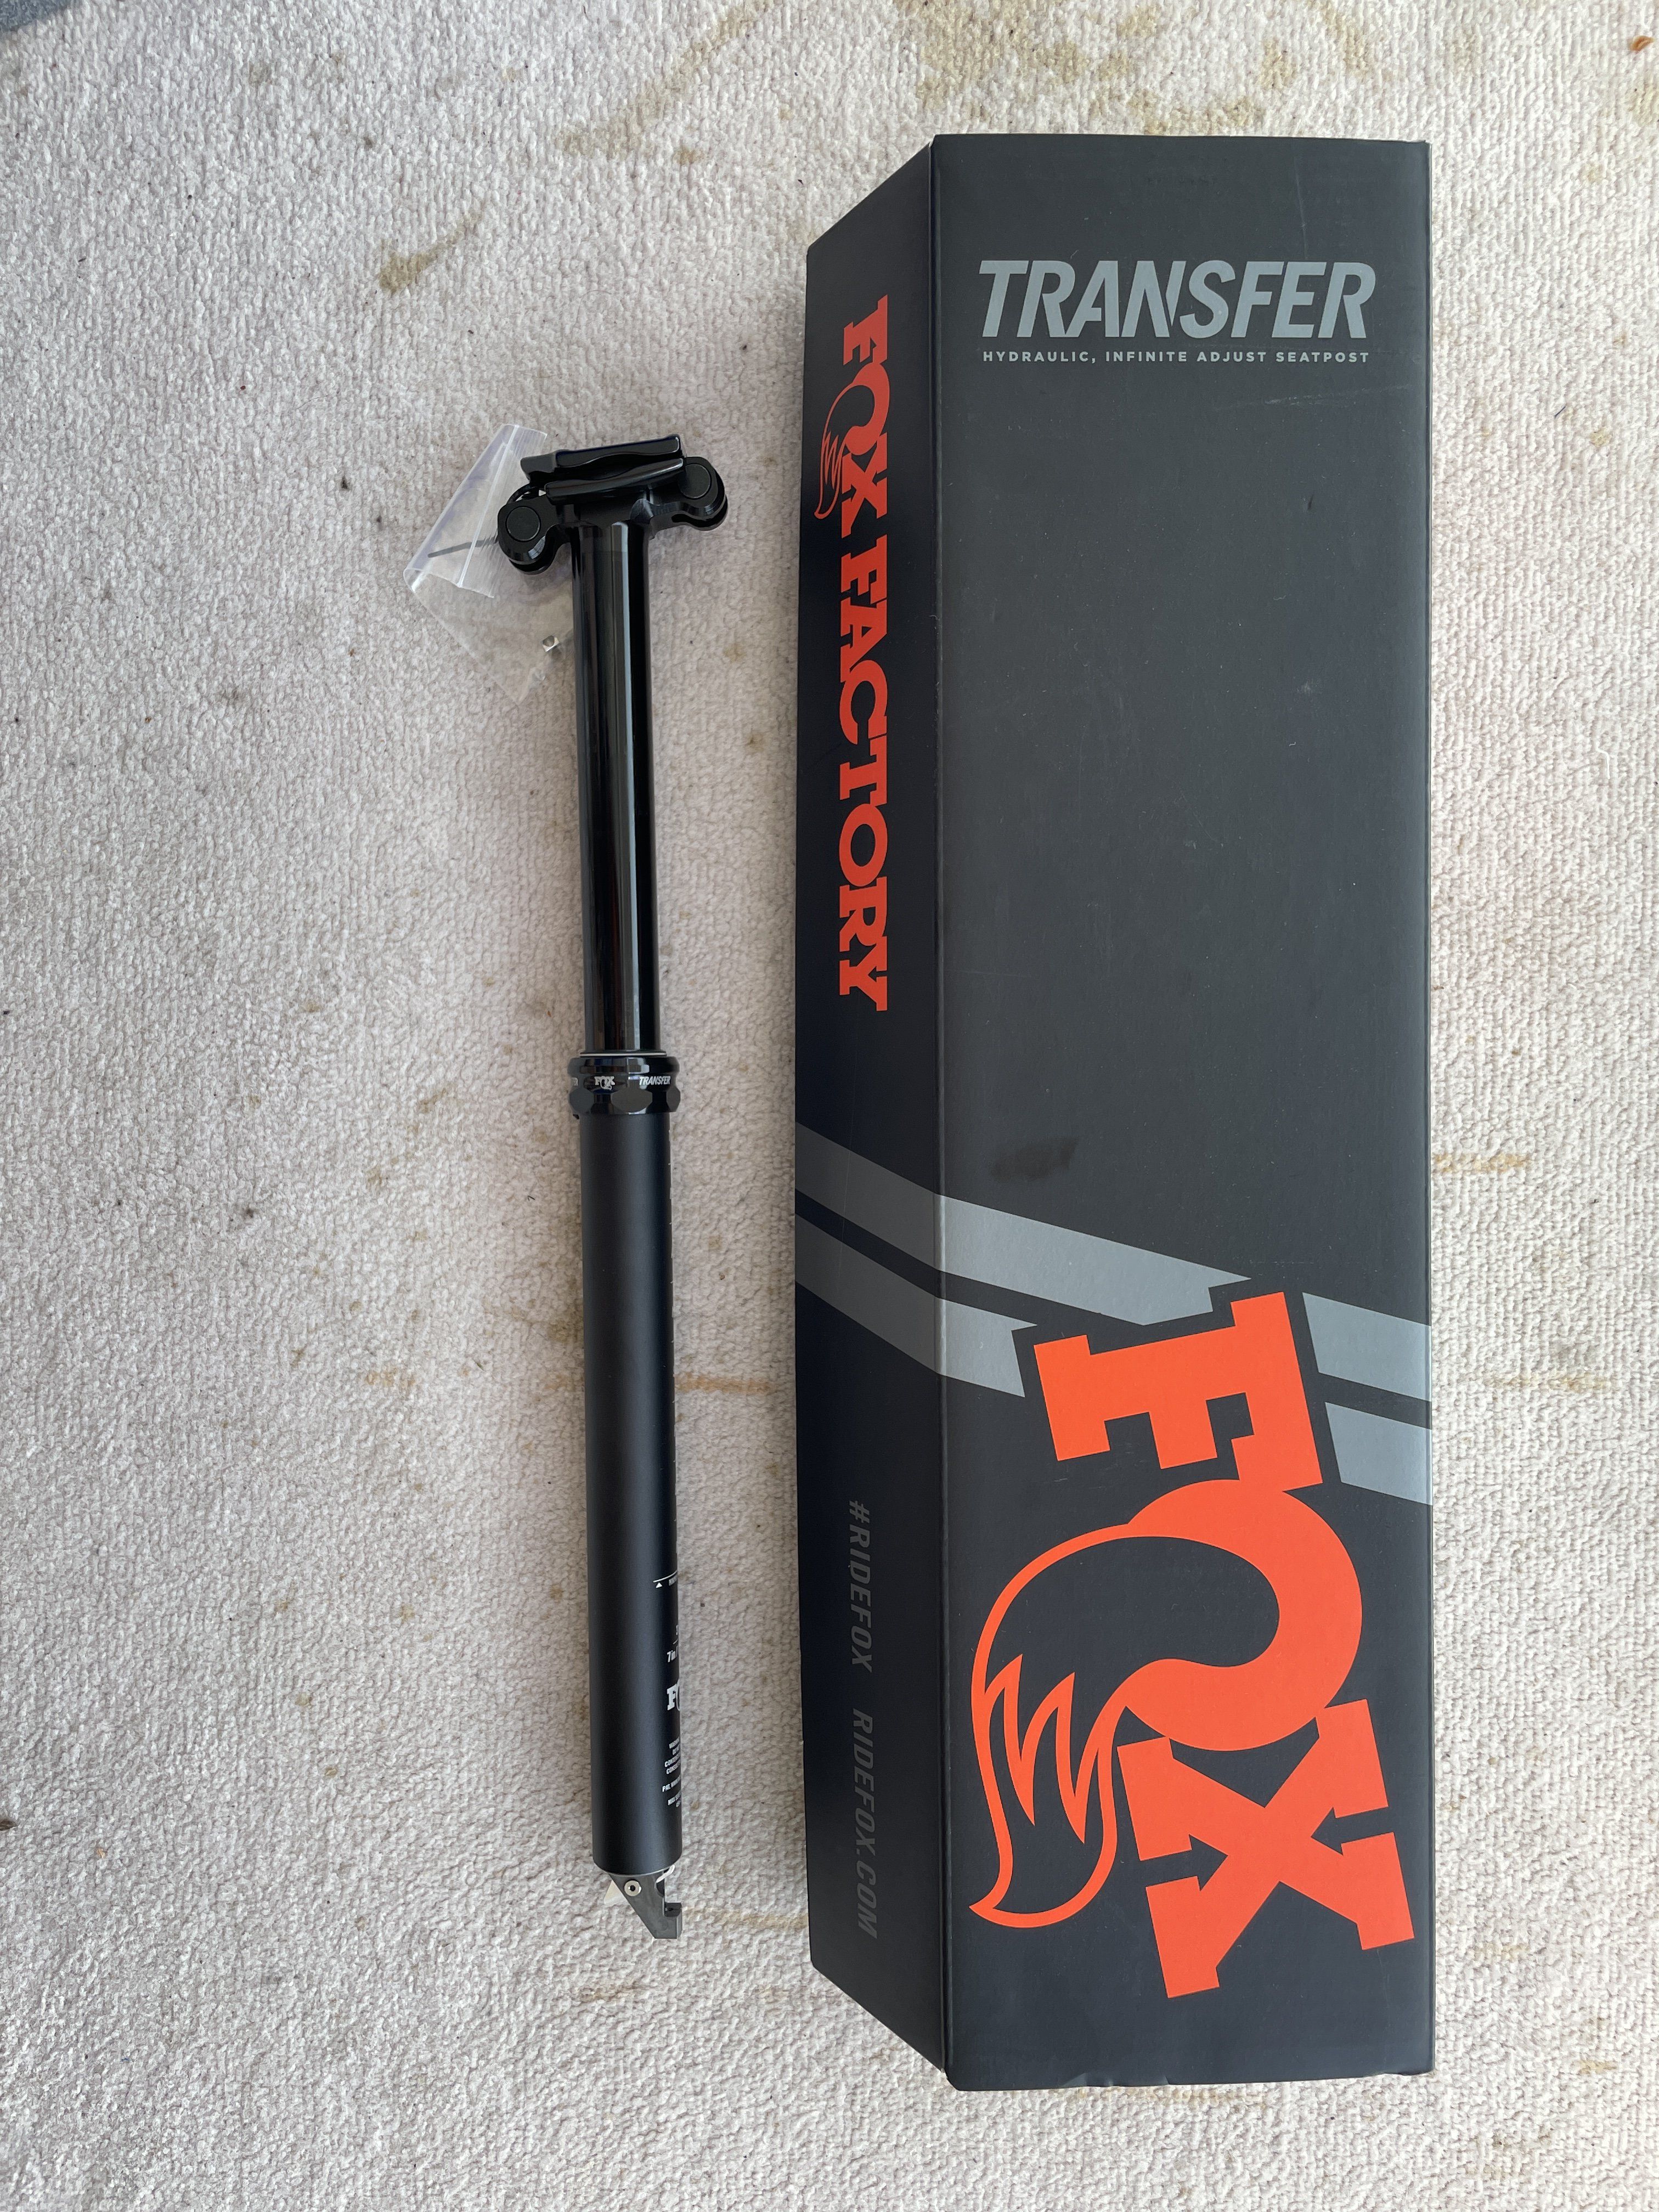 TRANSFER
HYDRAULIC, INFINITE ADJUST SEATPOST
FOX FACTORY
FOX TRANSFER
FOX
#RIDEFOX RIDEFOX.COM